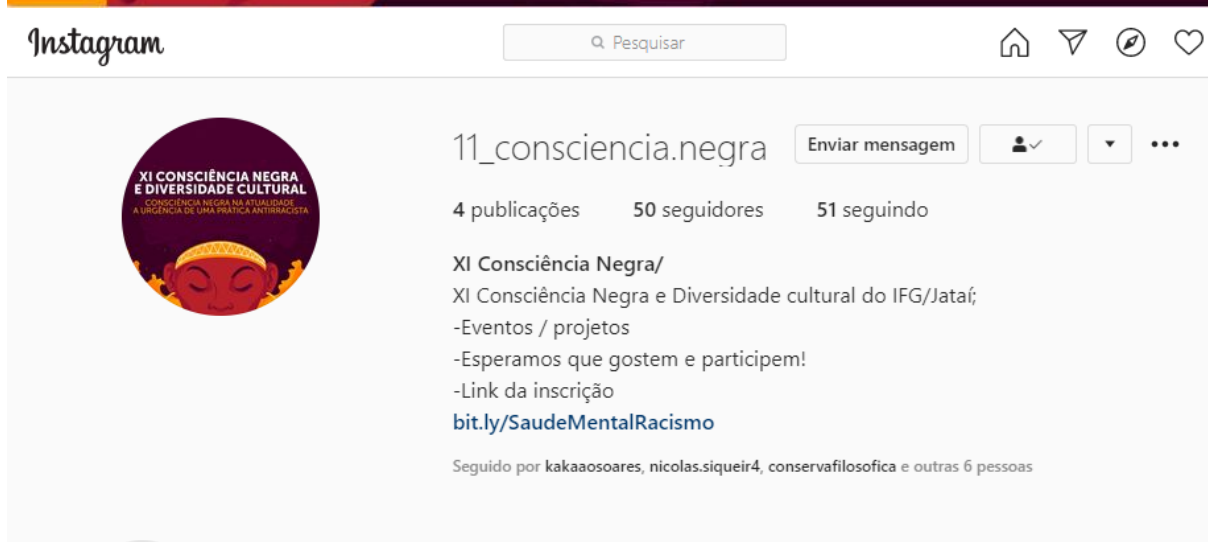 Instagram
Pesquisar
XI CONSCIÊNCIA NEGRA
E DIVERSIDADE CULTURAL
CONSCIÊNCIA NEGRA NA ATUALIDADE
A URGÊNCIA DE UMA PRÁTICA ANTIRRACISTA
11_consciencia.negra Enviar mensagem
4 publicações 50 seguidores 51 seguindo
XI Consciência Negra/
XI Consciência Negra e Diversidade cultural do IFG/Jataí;
-Eventos / projetos
-Esperamos que gostem e participem!
-Link da inscrição
bit.ly/SaudeMentalRacismo
Seguido por kakaaosoares, nicolas.siqueir4, conservafilosofica e outras 6 pessoas